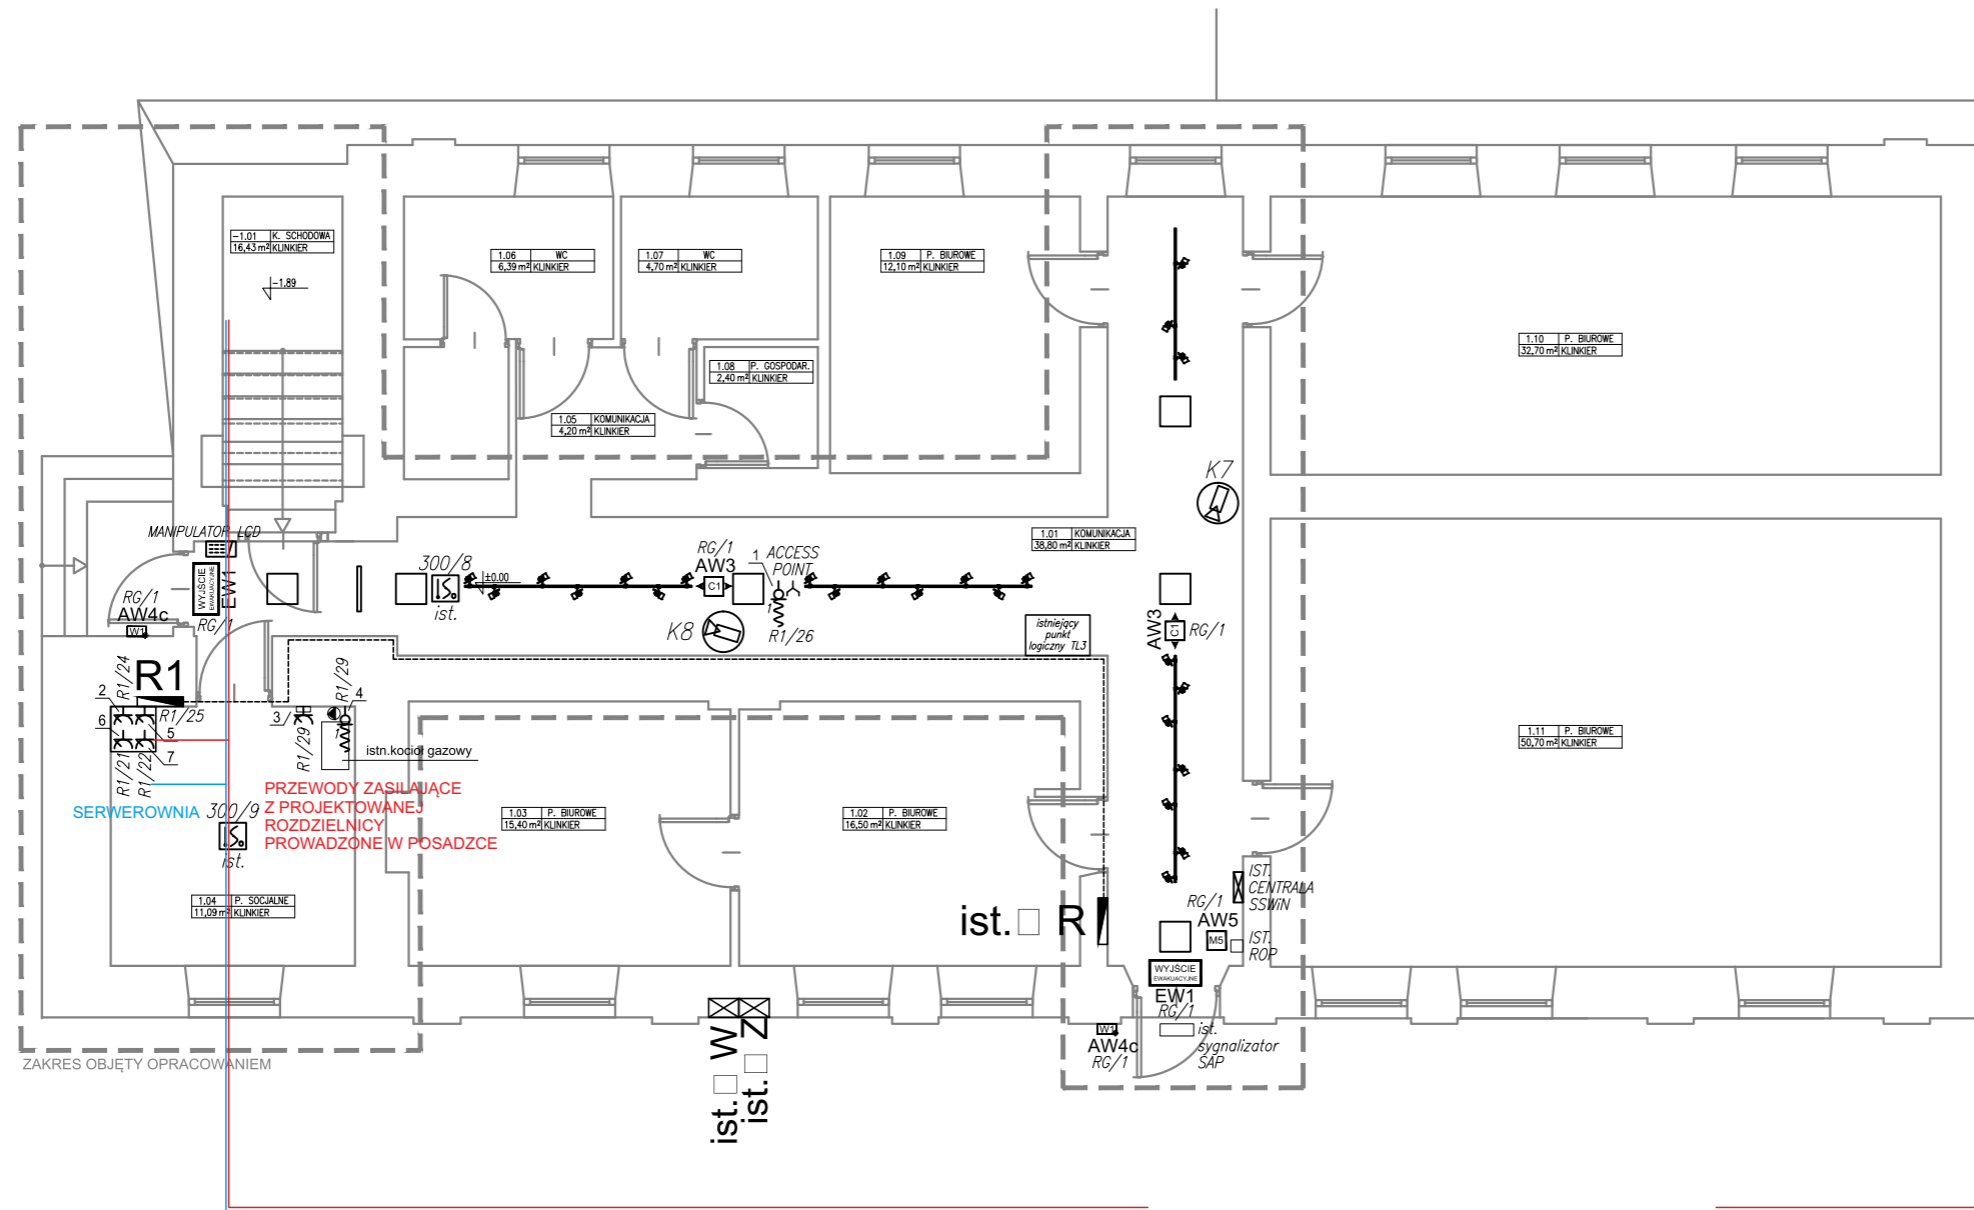 -1.01 K. SCHODOWA
16,43 m² KLINKIER
-1.89
1.06 WC
6,39 m² KLINKIER
1.07 WC
4,70 m² KLINKIER
1.09 P. BIUROWE
12,10 m² KLINKIER
1.10 P. BIUROWE
32,70 m² KLINKIER
1.08 P. GOSPODAR.
2,40 m² KLINKIER
1.05 KOMUNIKACJA
4,20 m² KLINKIER
K7
1.01 KOMUNIKACJA
38,80 m² KLINKIER
MANIPULATOR LCD
WYJŚCIE
EWAKUACYJNE
EW1
RG/1
RG/1
AW4c
W1
300/8
ist.
±0.00
RG/1
AW3
C1
1 ACCESS
POINT
1
R1/26
K8
istniejący
punkt
logiczny TL3
AW3
C1
RG/1
R1/24
R1
R1/25
2
6
5
7
R1/21
R1/22
3
R1/29
R1/29
4
1
istn.kocioł gazowy
SERWEROWNIA
300/9
ist.
PRZEWODY ZASILAJĄCE
Z PROJEKTOWANEJ
ROZDZIELNICY
PROWADZONE W POSADZCE
1.04 P. SOCJALNE
11,09 m² KLINKIER
1.03 P. BIUROWE
15,40 m² KLINKIER
1.02 P. BIUROWE
16,50 m² KLINKIER
1.11 P. BIUROWE
50,70 m² KLINKIER
ist. R
IST.
CENTRALA
SSWiN
RG/1
AW5
M5
IST.
ROP
WYJŚCIE
EWAKUACYJNE
EW1
RG/1
W1
AW4c
RG/1
ist.
sygnalizator
SAP
ist. W
ist. Z
ZAKRES OBJĘTY OPRACOWANIEM